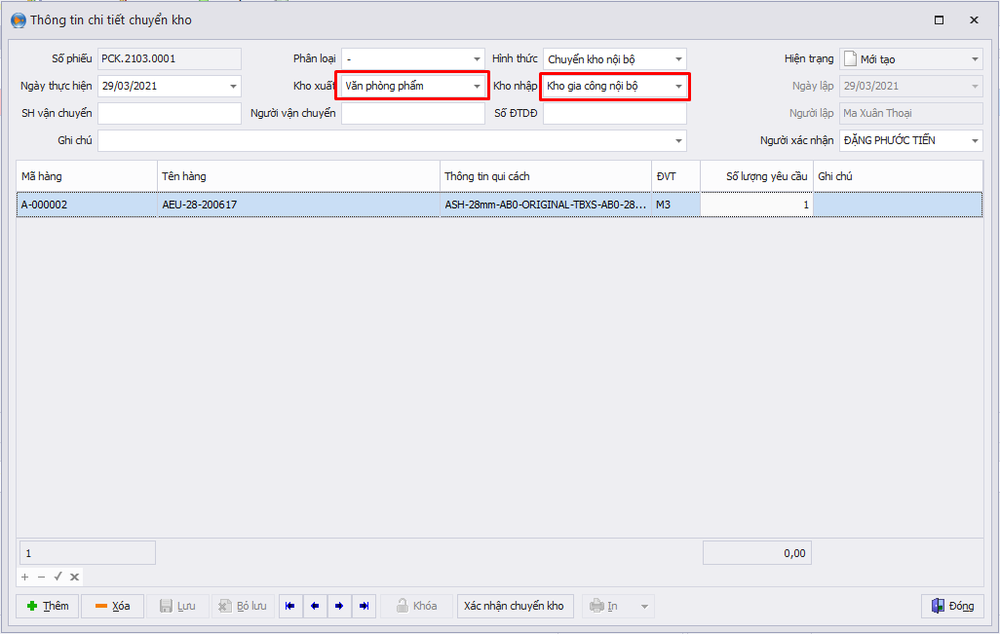 Thông tin chi tiết chuyển kho
Số phiếu PCK.2103.0001 Phân loại - Hình thức Chuyển kho nội bộ Hiện trạng Mới tạo
Ngày thực hiện 29/03/2021 Kho xuất Văn phòng phẩm Kho nhập Kho gia công nội bộ Ngày lập 29/03/2021
SH vận chuyển Người vận chuyển Số ĐTDĐ Người lập Ma Xuân Thoại
Ghi chú Người xác nhận ĐẶNG PHƯỚC TIẾN
Mã hàng Tên hàng Thông tin qui cách ĐVT Số lượng yêu cầu Ghi chú
A-000002 AEU-28-200617 ASH-28mm-AB0-ORIGINAL-TBXS-AB0-28... M3 1
1 0,00
Thêm Xóa Lưu Bỏ lưu Khóa Xác nhận chuyển kho In Đóng